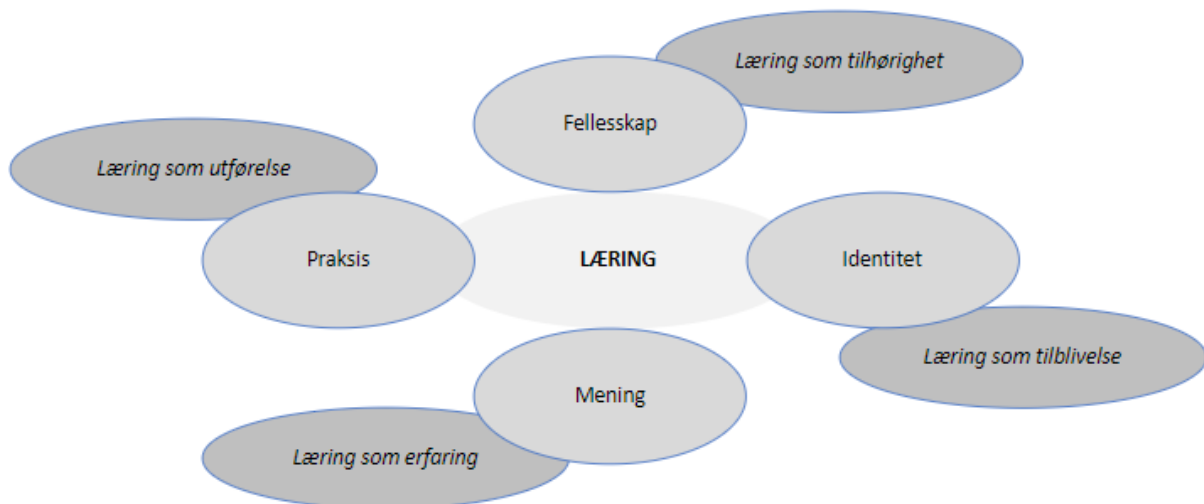 Læring som tilhørighet
Fellesskap
Læring som utførelse
Praksis
LÆRING
Identitet
Læring som tilblivelse
Mening
Læring som erfaring